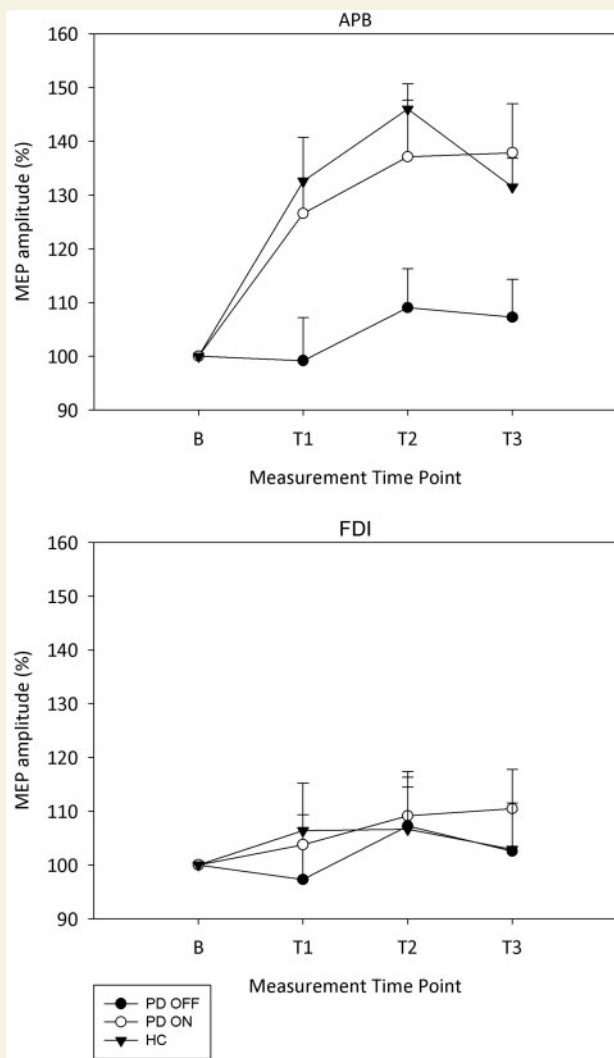 APB
160
150
140
130
120
110
100
90
MEP amplitude (%)
B T1 T2 T3
Measurement Time Point
FDI
160
150
140
130
120
110
100
90
MEP amplitude (%)
B T1 T2 T3
Measurement Time Point
PD OFF
PD ON
HC